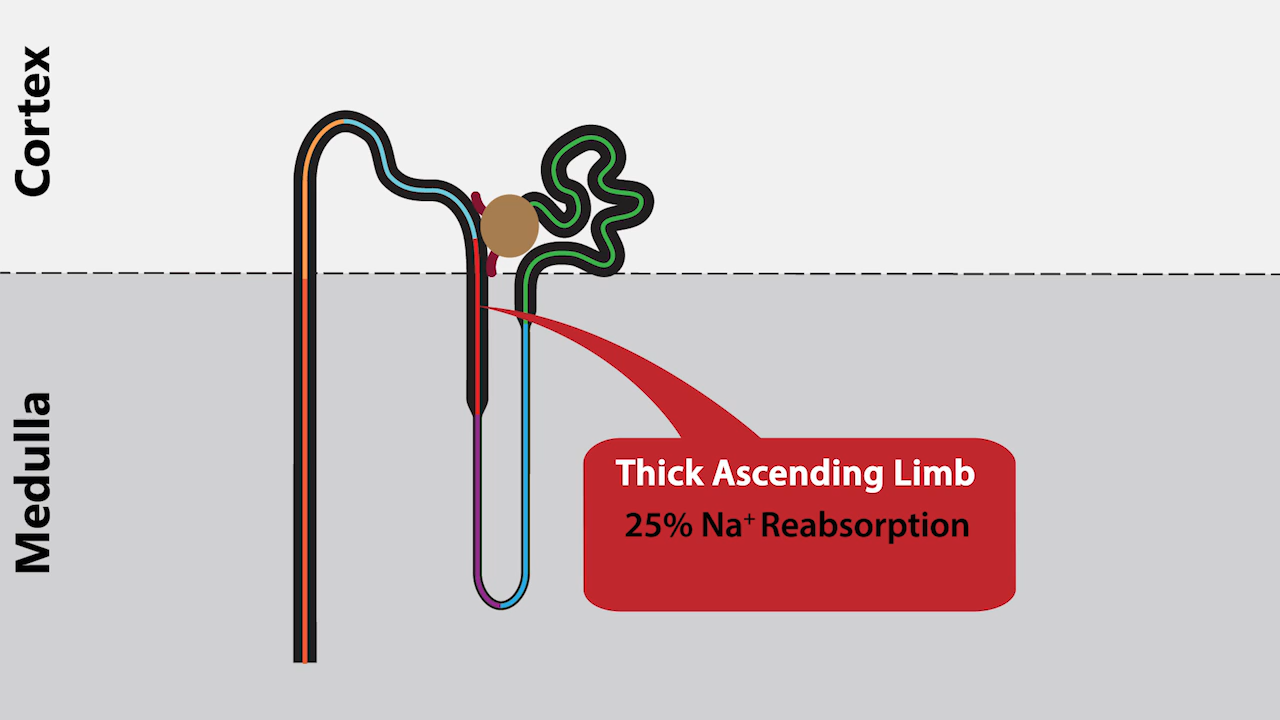 Cortex
Medulla
Thick Ascending Limb
25% Na⁺ Reabsorption